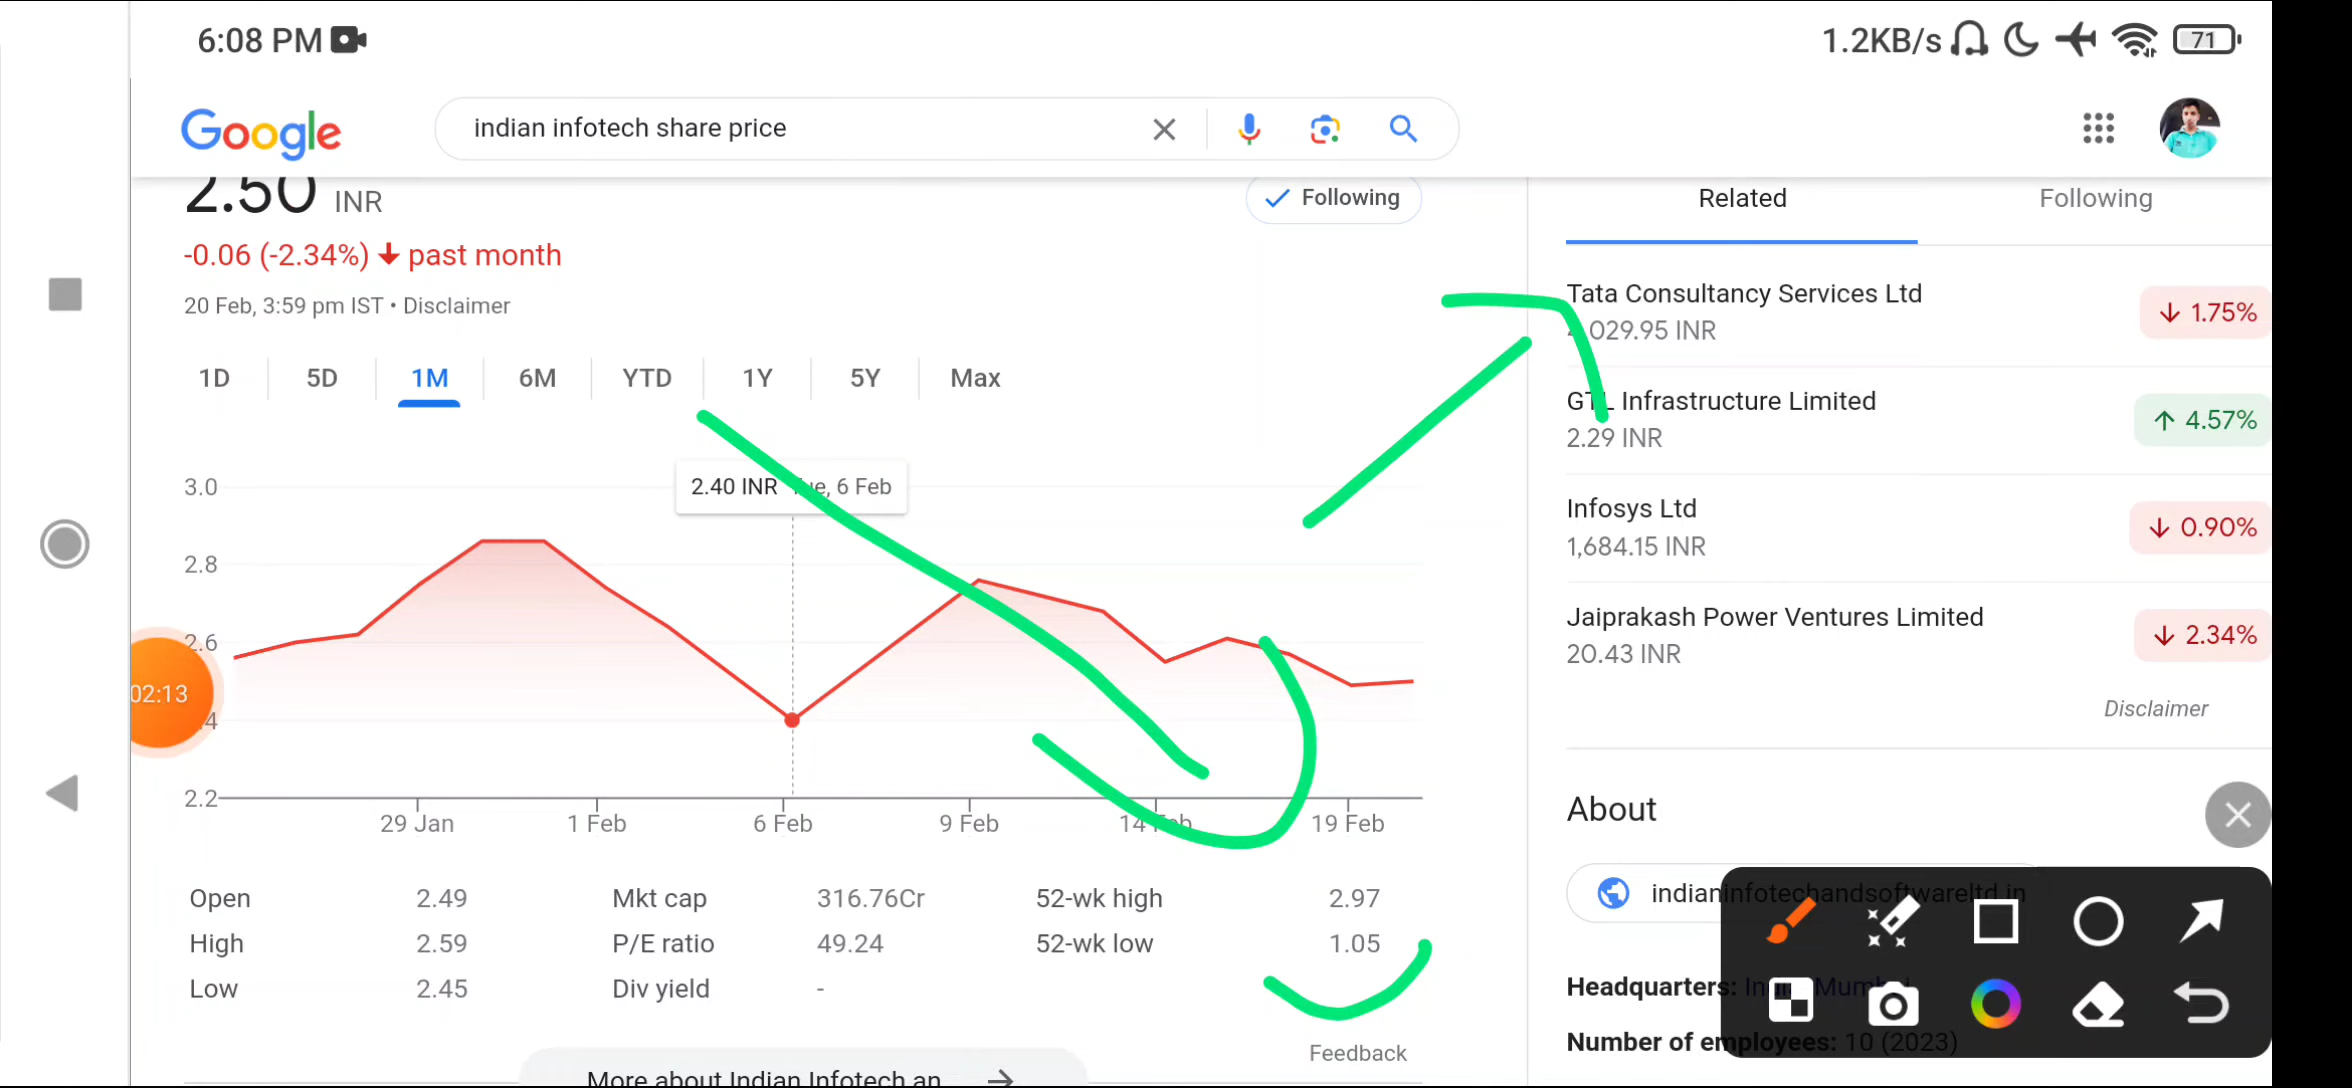 6:08 PM
1.2KB/s
71
Google
indian infotech share price
2.50 INR
Following
-0.06 (-2.34%) past month
20 Feb, 3:59 pm IST • Disclaimer
1D 5D 1M 6M YTD 1Y 5Y Max
2.40 INR 6 Feb
3.0
2.8
2.6
2.2
02:13
29 Jan 1 Feb 6 Feb 9 Feb 14 Feb 19 Feb
Open 2.49 Mkt cap 316.76Cr 52-wk high 2.97
High 2.59 P/E ratio 49.24 52-wk low 1.05
Low 2.45 Div yield -
Feedback
More about Indian Infotech an
Related Following
Tata Consultancy Services Ltd
029.95 INR
1.75%
GTL Infrastructure Limited
2.29 INR
4.57%
Infosys Ltd
1,684.15 INR
0.90%
Jaiprakash Power Ventures Limited
20.43 INR
2.34%
Disclaimer
About
indianinfotechandsoftwareltd.in
Headquarters:
Number of employees: 10 (2023)